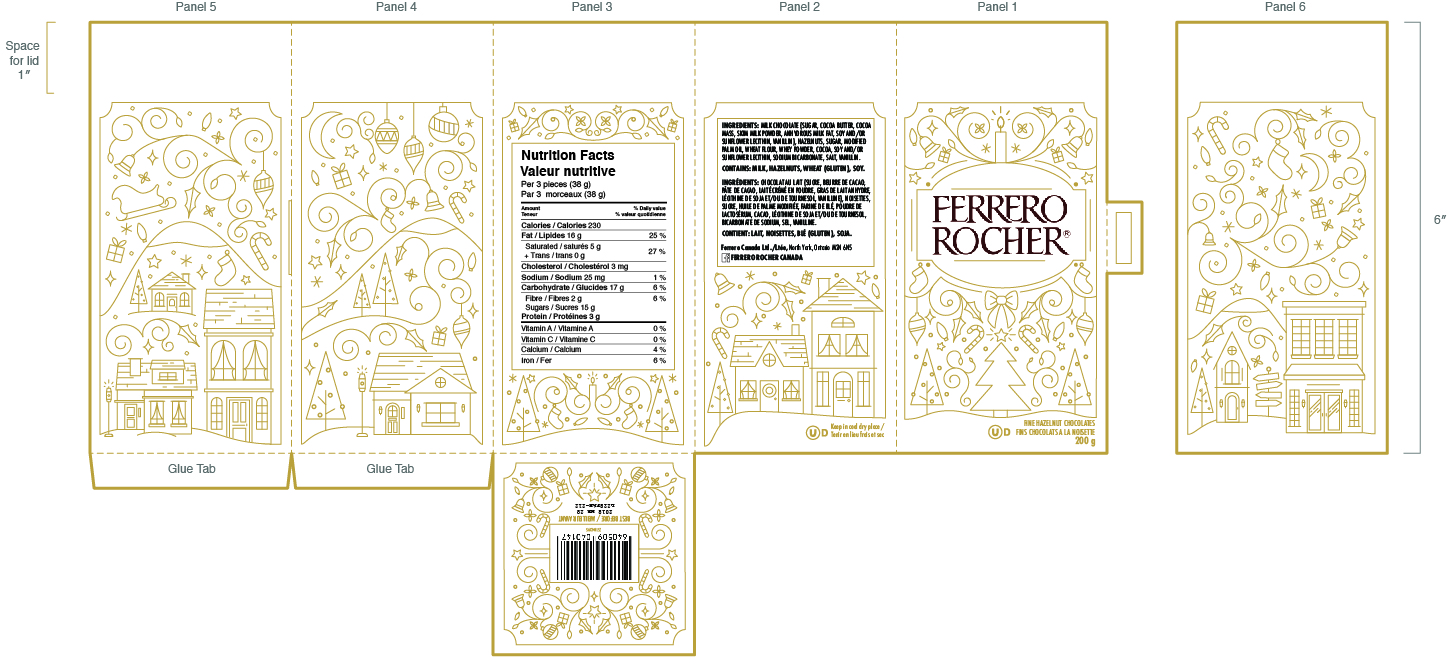 Panel 5
Panel 4
Panel 3
Panel 2
Panel 1
Panel 6
Space
for lid
1″
6″
Nutrition Facts
Valeur nutritive
Per 3 pieces (38 g)
Par 3 morceaux (38 g)
Amount % Daily value
Teneur % valeur quotidienne
Calories / Calories 230
Fat / Lipides 16 g 25 %
Saturated / saturés 5 g
+ Trans / trans 0 g 27 %
Cholesterol / Cholestérol 3 mg
Sodium / Sodium 25 mg 1 %
Carbohydrate / Glucides 17 g 6 %
Fibre / Fibres 2 g 6 %
Sugars / Sucres 15 g
Protein / Protéines 3 g
Vitamin A / Vitamine A 0 %
Vitamin C / Vitamine C 0 %
Calcium / Calcium 4 %
Iron / Fer 6 %
INGREDIENTS: MILK CHOCOLATE (SUGAR, COCOA BUTTER, COCOA
MASS, SKIM MILK POWDER, ANHYDROUS MILK FAT, SOY AND/OR
SUNFLOWER LECITHIN, VANILLIN), HAZELNUTS, SUGAR, MODIFIED
PALM OIL, WHEAT FLOUR, WHEY POWDER, COCOA, SOY AND/OR
SUNFLOWER LECITHIN, SODIUM BICARBONATE, SALT, VANILLIN.
CONTAINS: MILK, HAZELNUTS, WHEAT (GLUTEN), SOY.
INGRÉDIENTS: CHOCOLAT AU LAIT (SUCRE, BEURRE DE CACAO,
PÂTE DE CACAO, LAIT ÉCRÉMÉ EN POUDRE, GRAS DE LAIT ANHYDRE,
LÉCITHINE DE SOJA ET/OU DE TOURNESOL, VANILLINE), NOISETTES,
SUCRE, HUILE DE PALME MODIFIÉE, FARINE DE BLÉ, POUDRE DE
LACTOSÉRUM, CACAO, LÉCITHINE DE SOJA ET/OU DE TOURNESOL,
BICARBONATE DE SODIUM, SEL, VANILLINE.
CONTIENT: LAIT, NOISETTES, BLÉ (GLUTEN), SOJA.
Ferrero Canada Ltd./Ltée, North York, Ontario M3N 6N5
FERRERO ROCHER CANADA
U D Keep in cool dry place /
Tenir en lieu frais et sec
FERRERO
ROCHER®
FINE HAZELNUT CHOCOLATES
U D FINS CHOCOLATS A LA NOISETTE
200 g
Glue Tab
Glue Tab
BEST BEFORE / MEILLEUR AVANT